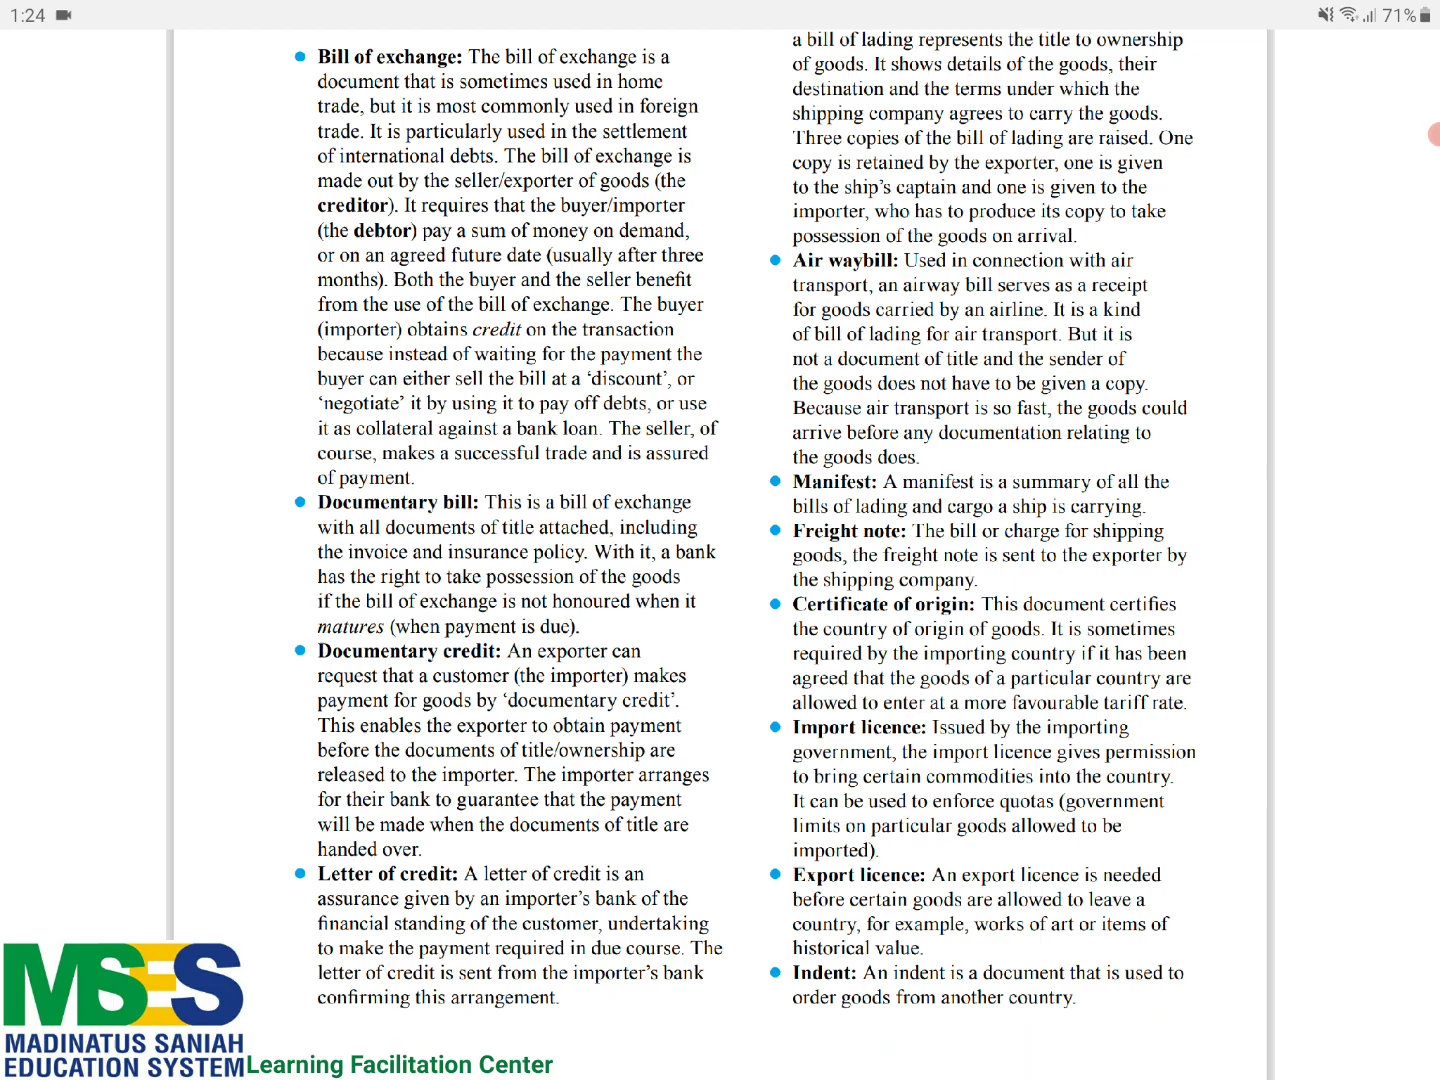 1:24
71%
• Bill of exchange: The bill of exchange is a
document that is sometimes used in home
trade, but it is most commonly used in foreign
trade. It is particularly used in the settlement
of international debts. The bill of exchange is
made out by the seller/exporter of goods (the
creditor). It requires that the buyer/importer
(the debtor) pay a sum of money on demand,
or on an agreed future date (usually after three
months). Both the buyer and the seller benefit
from the use of the bill of exchange. The buyer
(importer) obtains credit on the transaction
because instead of waiting for the payment the
buyer can either sell the bill at a ‘discount’, or
‘negotiate’ it by using it to pay off debts, or use
it as collateral against a bank loan. The seller, of
course, makes a successful trade and is assured
of payment.
• Documentary bill: This is a bill of exchange
with all documents of title attached, including
the invoice and insurance policy. With it, a bank
has the right to take possession of the goods
if the bill of exchange is not honoured when it
matures (when payment is due).
• Documentary credit: An exporter can
request that a customer (the importer) makes
payment for goods by ‘documentary credit’.
This enables the exporter to obtain payment
before the documents of title/ownership are
released to the importer. The importer arranges
for their bank to guarantee that the payment
will be made when the documents of title are
handed over.
• Letter of credit: A letter of credit is an
assurance given by an importer’s bank of the
financial standing of the customer, undertaking
to make the payment required in due course. The
letter of credit is sent from the importer’s bank
confirming this arrangement.
a bill of lading represents the title to ownership
of goods. It shows details of the goods, their
destination and the terms under which the
shipping company agrees to carry the goods.
Three copies of the bill of lading are raised. One
copy is retained by the exporter, one is given
to the ship’s captain and one is given to the
importer, who has to produce its copy to take
possession of the goods on arrival.
• Air waybill: Used in connection with air
transport, an airway bill serves as a receipt
for goods carried by an airline. It is a kind
of bill of lading for air transport. But it is
not a document of title and the sender of
the goods does not have to be given a copy.
Because air transport is so fast, the goods could
arrive before any documentation relating to
the goods does.
• Manifest: A manifest is a summary of all the
bills of lading and cargo a ship is carrying.
• Freight note: The bill or charge for shipping
goods, the freight note is sent to the exporter by
the shipping company.
• Certificate of origin: This document certifies
the country of origin of goods. It is sometimes
required by the importing country if it has been
agreed that the goods of a particular country are
allowed to enter at a more favourable tariff rate.
• Import licence: Issued by the importing
government, the import licence gives permission
to bring certain commodities into the country.
It can be used to enforce quotas (government
limits on particular goods allowed to be
imported).
• Export licence: An export licence is needed
before certain goods are allowed to leave a
country, for example, works of art or items of
historical value.
• Indent: An indent is a document that is used to
order goods from another country.
MSES
MADINATUS SANIAH
EDUCATION SYSTEM
Learning Facilitation Center